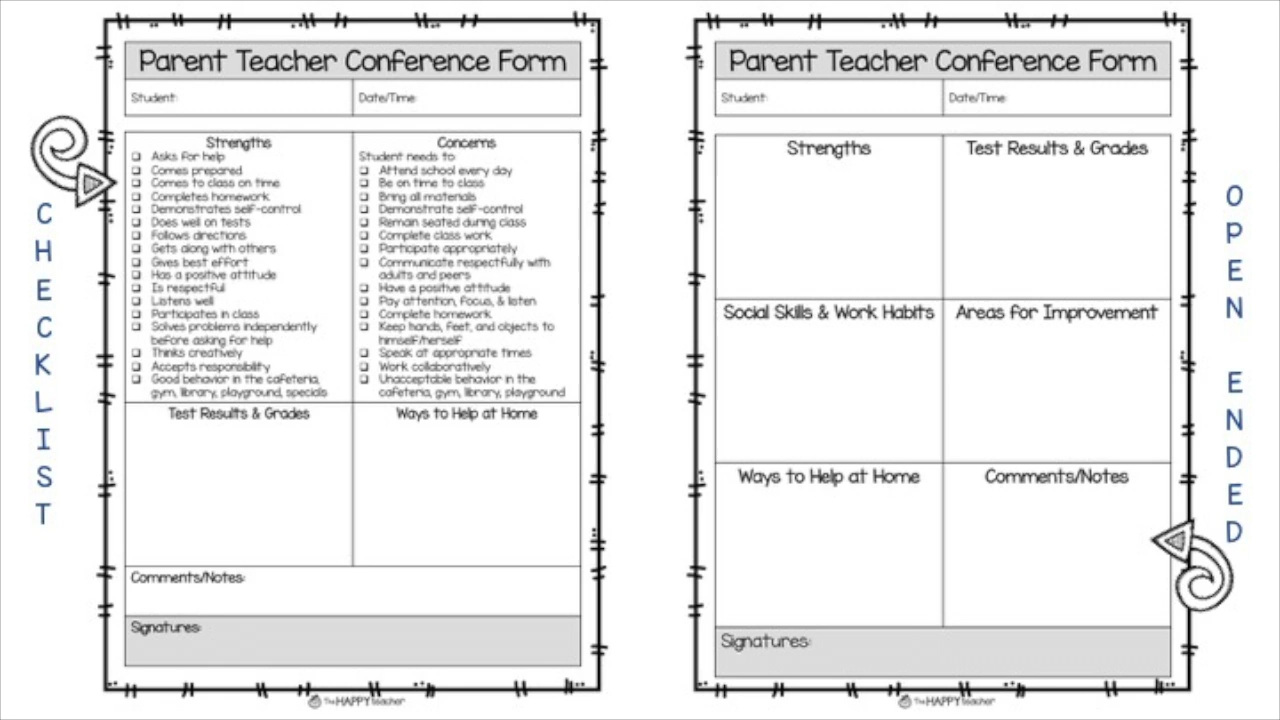 CHECKLIST
Parent Teacher Conference Form
Student:
Date/Time:
Strengths
❑ Asks for help
❑ Comes prepared
❑ Comes to class on time
❑ Completes homework
❑ Demonstrates self-control
❑ Does well on tests
❑ Follows directions
❑ Gets along with others
❑ Gives best effort
❑ Has a positive attitude
❑ Is respectful
❑ Listens well
❑ Participates in class
❑ Solves problems independently
before asking for help
❑ Thinks creatively
❑ Accepts responsibility
❑ Good behavior in the cafeteria,
gym, library, playground, specials
Concerns
Student needs to:
❑ Attend school every day
❑ Be on time to class
❑ Bring all materials
❑ Demonstrate self-control
❑ Remain seated during class
❑ Complete class work
❑ Participate appropriately
❑ Communicate respectfully with
adults and peers
❑ Have a positive attitude
❑ Pay attention, focus, & listen
❑ Complete homework
❑ Keep hands, feet, and objects to
himself/herself
❑ Speak at appropriate times
❑ Work collaboratively
❑ Unacceptable behavior in the
cafeteria, gym, library, playground
Test Results & Grades
Ways to Help at Home
Comments/Notes:
Signatures:
The HAPPY Teacher
Parent Teacher Conference Form
Student:
Date/Time:
Strengths
Test Results & Grades
Social Skills & Work Habits
Areas for Improvement
Ways to Help at Home
Comments/Notes
Signatures:
The HAPPY Teacher
OPEN ENDED